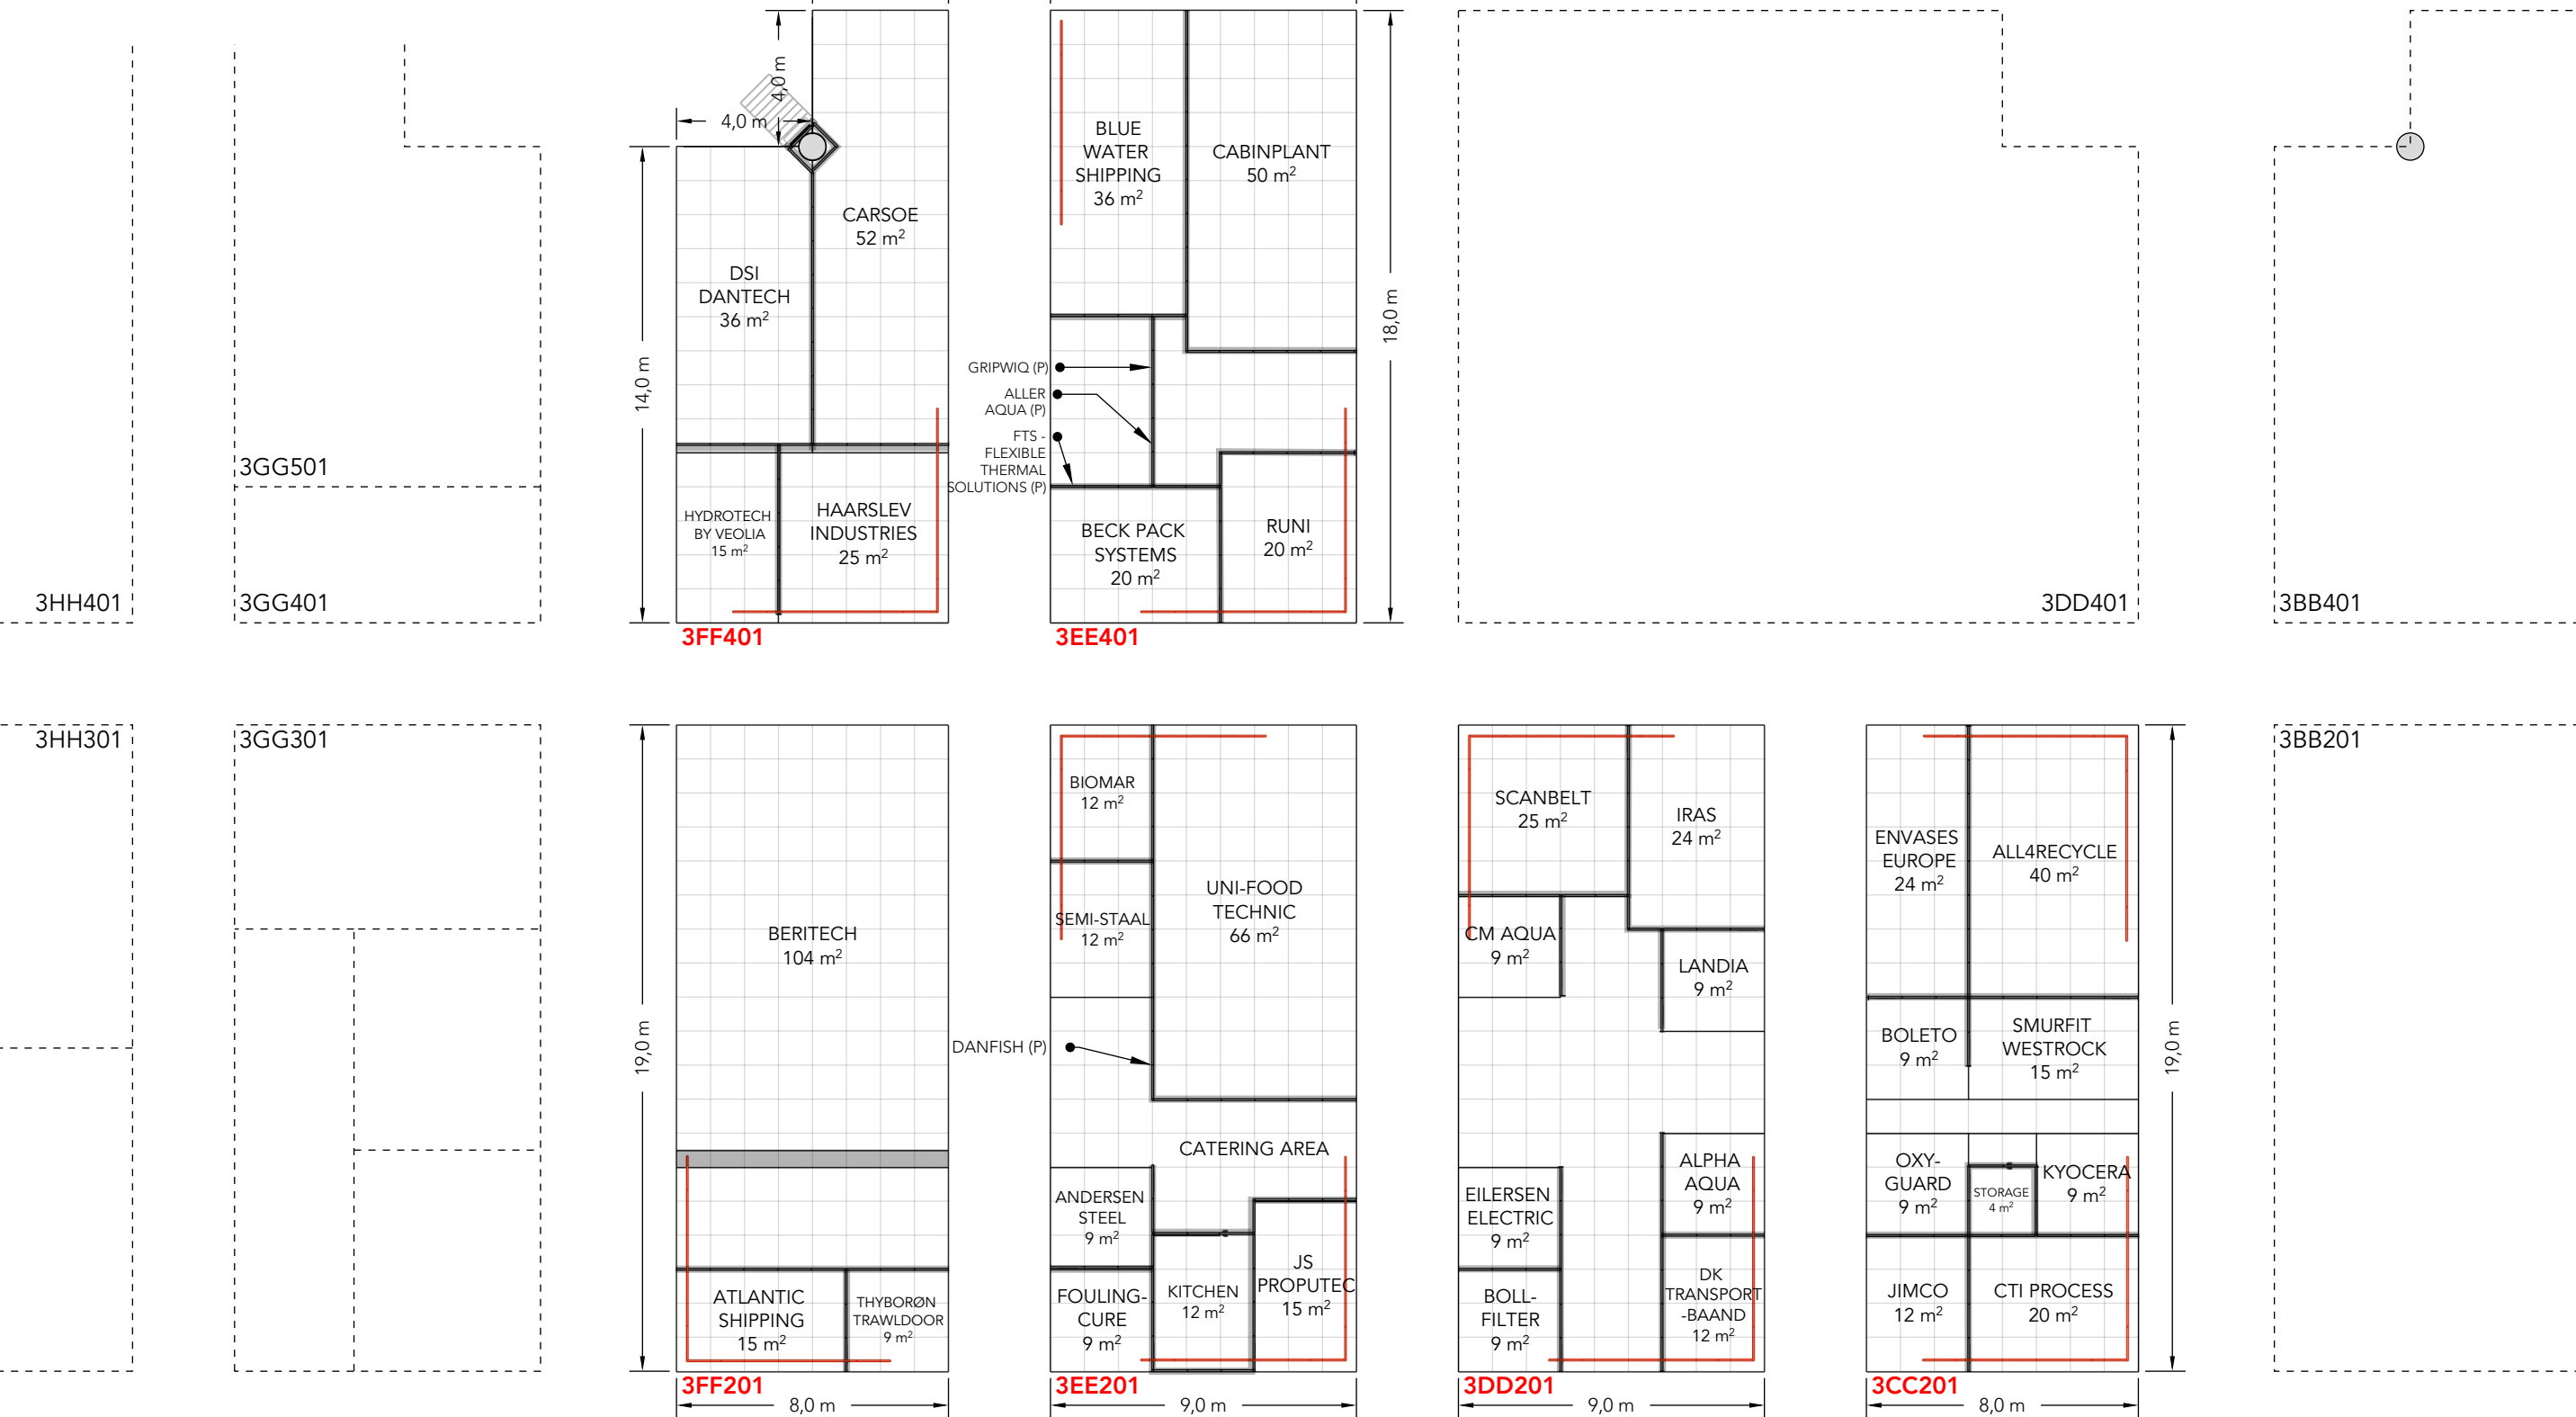 4,0 m
4,0 m
14,0 m
CARSOE
52 m²
DSI
DANTECH
36 m²
HYDROTECH
BY VEOLIA
15 m²
HAARSLEV
INDUSTRIES
25 m²
3FF401
BLUE
WATER
SHIPPING
36 m²
CABINPLANT
50 m²
18,0 m
GRIPWIQ (P)
ALLER
AQUA (P)
FTS -
FLEXIBLE
THERMAL
SOLUTIONS (P)
BECK PACK
SYSTEMS
20 m²
RUNI
20 m²
3EE401
3HH401
3GG501
3GG401
3DD401
3BB401
3HH301
3GG301
3BB201
19,0 m
BERITECH
104 m²
ATLANTIC
SHIPPING
15 m²
THYBORØN
TRAWLDOOR
9 m²
3FF201
8,0 m
BIOMAR
12 m²
SEMI-STAAL
12 m²
UNI-FOOD
TECHNIC
66 m²
DANFISH (P)
CATERING AREA
ANDERSEN
STEEL
9 m²
FOULING-
CURE
9 m²
KITCHEN
12 m²
JS
PROPUTEC
15 m²
3EE201
9,0 m
SCANBELT
25 m²
IRAS
24 m²
CM AQUA
9 m²
LANDIA
9 m²
ALPHA
AQUA
9 m²
EILERSEN
ELECTRIC
9 m²
BOLL-
FILTER
9 m²
DK
TRANSPORT
-BAAND
12 m²
3DD201
9,0 m
ENVASES
EUROPE
24 m²
ALL4RECYCLE
40 m²
BOLETO
9 m²
SMURFIT
WESTROCK
15 m²
19,0 m
OXY-
GUARD
9 m²
STORAGE
4 m²
KYOCERA
9 m²
JIMCO
12 m²
CTI PROCESS
20 m²
3CC201
8,0 m